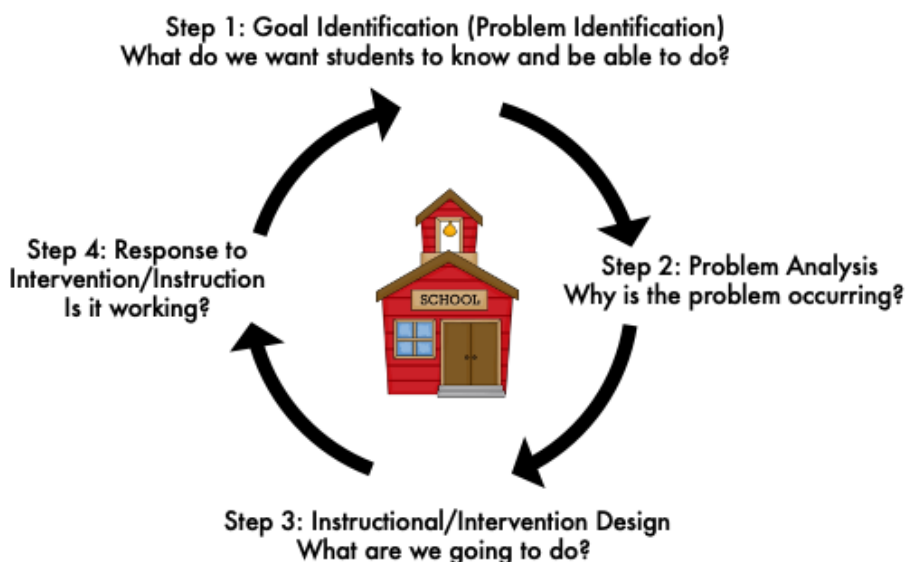 Step 1: Goal Identification (Problem Identification)
What do we want students to know and be able to do?
Step 2: Problem Analysis
Why is the problem occurring?
Step 3: Instructional/Intervention Design
What are we going to do?
Step 4: Response to
Intervention/Instruction
Is it working?
SCHOOL